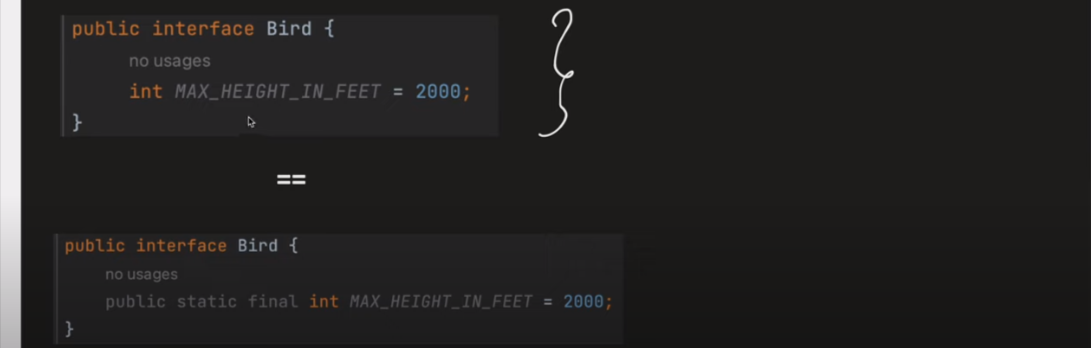 public interface Bird {
no usages
int MAX_HEIGHT_IN_FEET = 2000;
}
==
public interface Bird {
no usages
public static final int MAX_HEIGHT_IN_FEET = 2000;
}